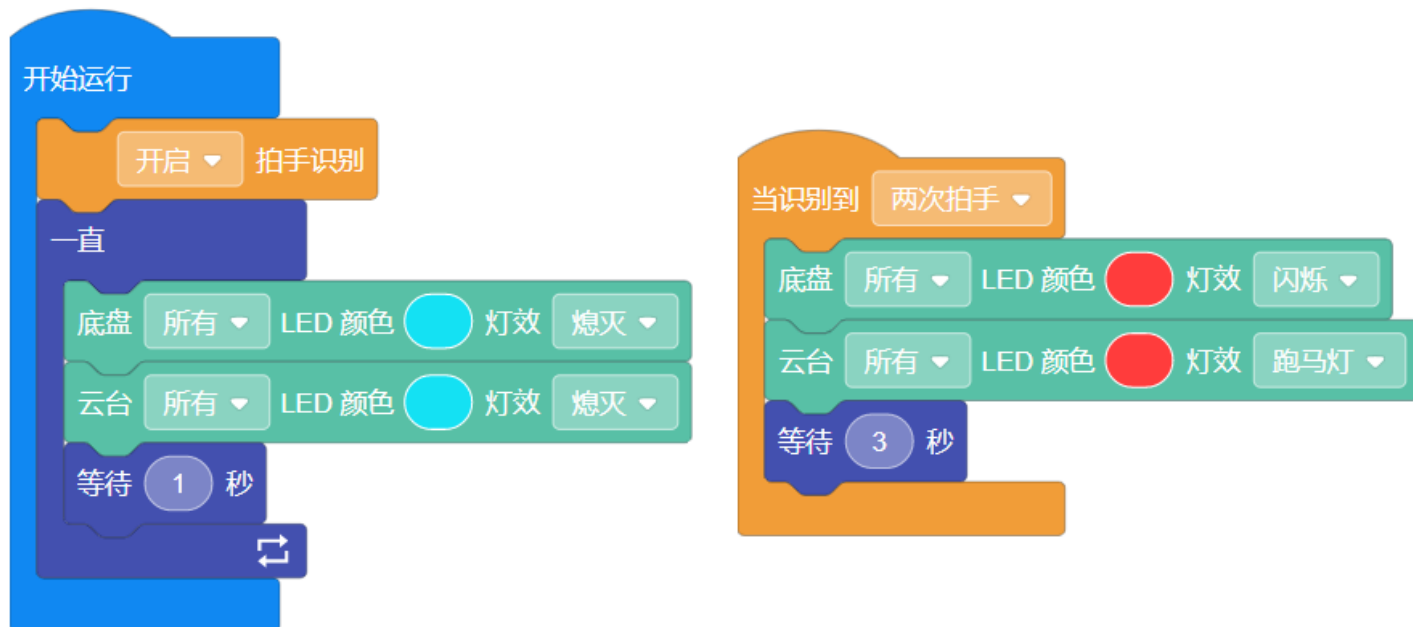 开始运行
开启 拍手识别
一直
底盘 所有 LED 颜色 灯效 熄灭
云台 所有 LED 颜色 灯效 熄灭
等待 1 秒
当识别到 两次拍手
底盘 所有 LED 颜色 灯效 闪烁
云台 所有 LED 颜色 灯效 跑马灯
等待 3 秒